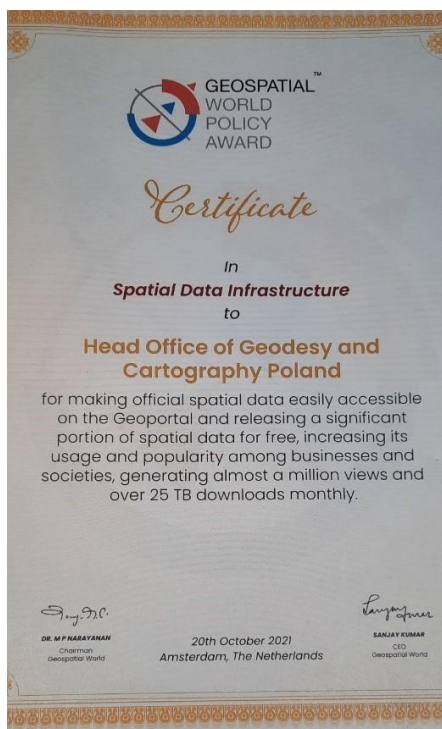 GEOSPATIAL™
WORLD
POLICY
AWARD
Certificate
In
Spatial Data Infrastructure
to
Head Office of Geodesy and
Cartography Poland
for making official spatial data easily accessible
on the Geoportal and releasing a significant
portion of spatial data for free, increasing its
usage and popularity among businesses and
societies, generating almost a million views and
over 25 TB downloads monthly.
DR. M P NARAYANAN
Chairman
Geospatial World
20th October 2021
Amsterdam, The Netherlands
SANJAY KUMAR
CEO
Geospatial World